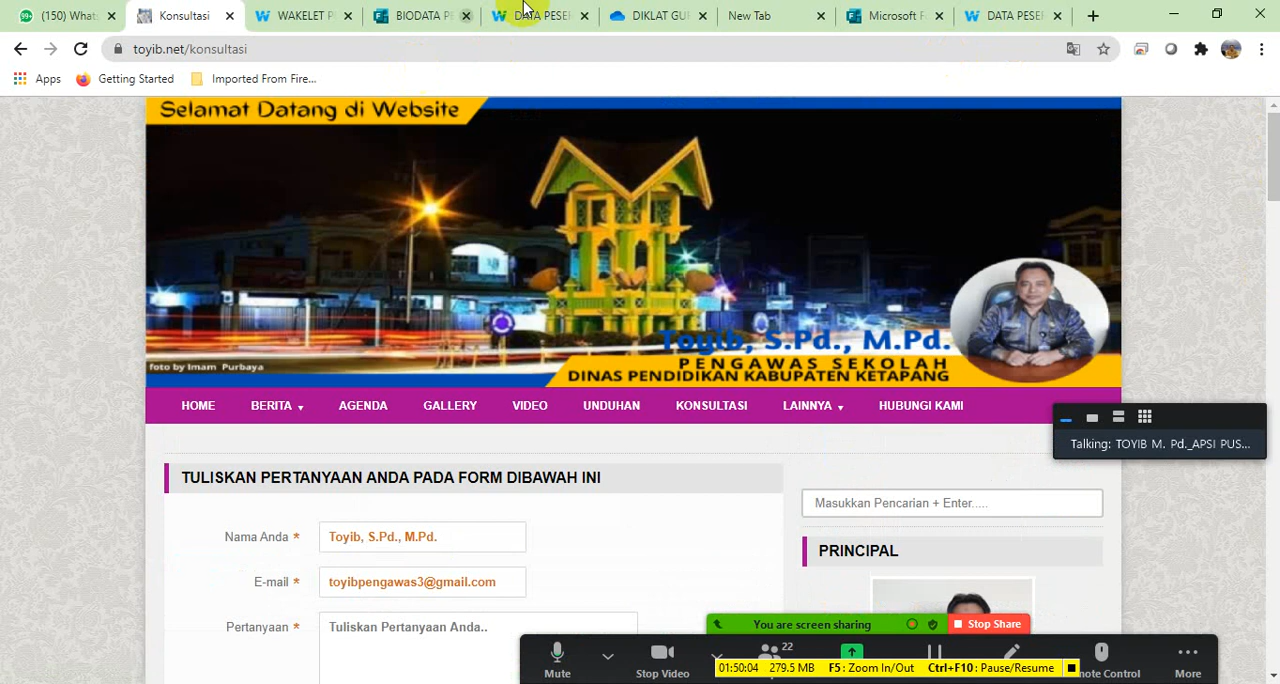 (150) Whats
Konsultasi
WAKELET P
BIODATA PE
DATA PESE
DIKLAT GU
New Tab
Microsoft F
DATA PESE
toyib.net/konsultasi
Apps
Getting Started
Imported From Fire...
Selamat Datang di Website
Toyib, S.Pd., M.Pd.
PENGAWAS SEKOLAH
DINAS PENDIDIKAN KABUPATEN KETAPANG
foto by Imam Purbaya
HOME BERITA AGENDA GALLERY VIDEO UNDUHAN KONSULTASI LAINNYA HUBUNGI KAMI
Talking: TOYIB M. Pd._APSI PUS...
TULISKAN PERTANYAAN ANDA PADA FORM DIBAWAH INI
Masukkan Pencarian + Enter.....
Nama Anda *
Toyib, S.Pd., M.Pd.
PRINCIPAL
E-mail *
toyibpengawas3@gmail.com
Pertanyaan *
Tuliskan Pertanyaan Anda..
You are screen sharing
Stop Share
22
01:50:04 279.5 MB F5: Zoom In/Out Ctrl+F10: Pause/Resume
Mute
Stop Video
mote Control
More